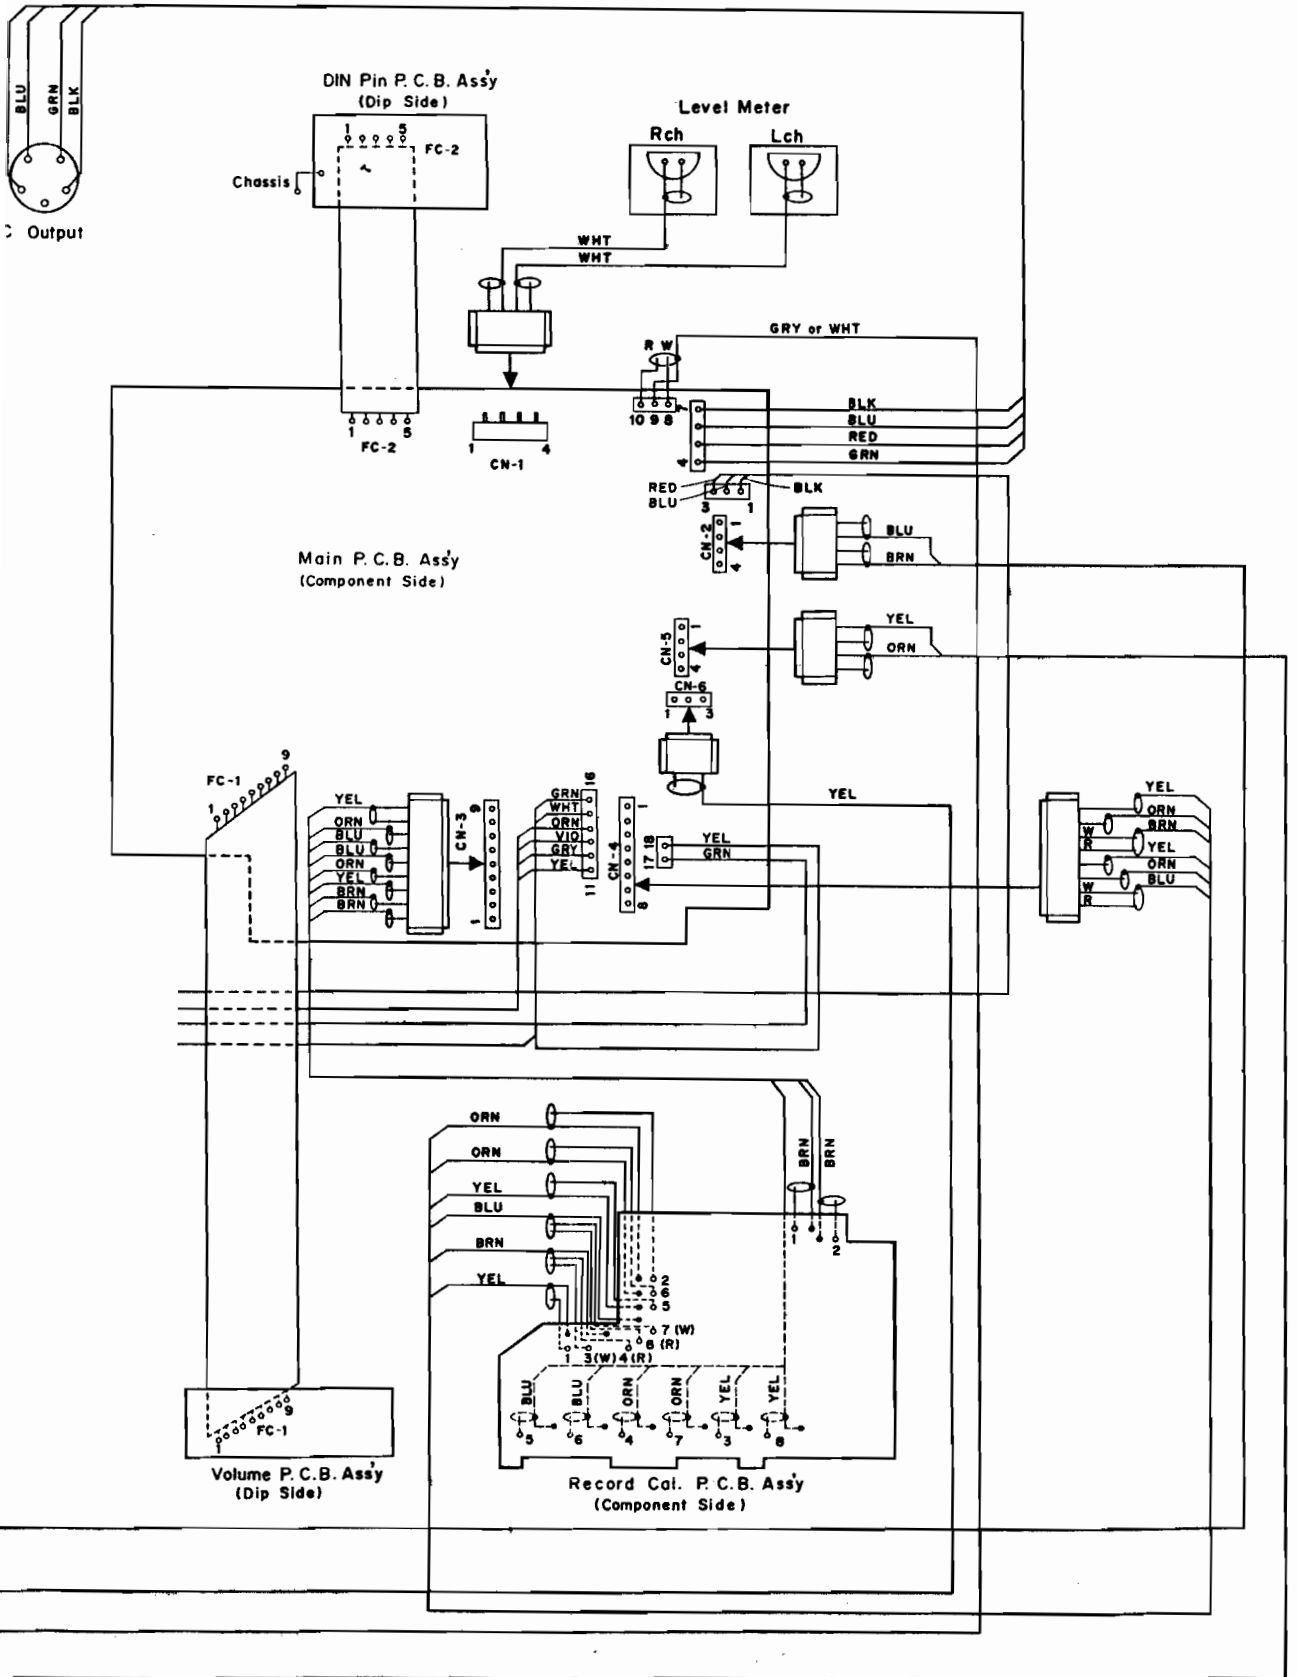 BLU
GRN
BLK
Output
DIN Pin P. C. B. Ass'y
(Dip Side)
1 5
FC-2
Chassis
Level Meter
Rch Lch
WHT
WHT
GRY or WHT
R W
10 9 8
7
4
BLK
BLU
RED
GRN
1 5
FC-2
1 4
CN-1
RED
BLU
BLK
3 1
CN-2
1
4
BLU
BRN
Main P. C. B. Ass'y
(Component Side)
CN-5
1
4
YEL
ORN
CN-6
1 3
FC-1
1
9
YEL
ORN
BLU
BLU
ORN
YEL
BRN
BRN
CN-3
9
1
GRN
WHT
ORN
VIO
GRY
YEL
16
11
CN-4
1
8
17 18
YEL
GRN
YEL
YEL
ORN
BRN
W
R
YEL
ORN
BLU
W
R
ORN
ORN
YEL
BLU
BRN
YEL
BRN
BRN
1
2
2
6
5
7 (W)
8 (R)
1 3(W) 4(R)
BLU
BLU
ORN
ORN
YEL
YEL
5 6 4 7 3 8
1
9
FC-1
Volume P. C. B. Ass'y
(Dip Side)
Record Cal. P. C. B. Ass'y
(Component Side)